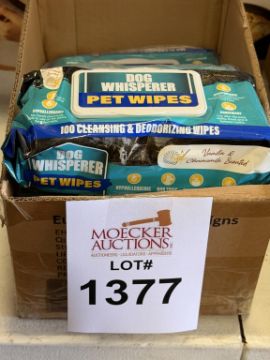 DOG
WHISPERER
PET WIPES
HYPOALLERGENIC
100 CLEANSING & DEODORIZING WIPES
DOG
WHISPERER
PET WIPES
Vanilla &
Chamomile Scented
HYPOALLERGENIC
MOECKER
AUCTIONS
AUCTIONEERS · LIQUIDATORS · APPRAISERS
LOT#
1377